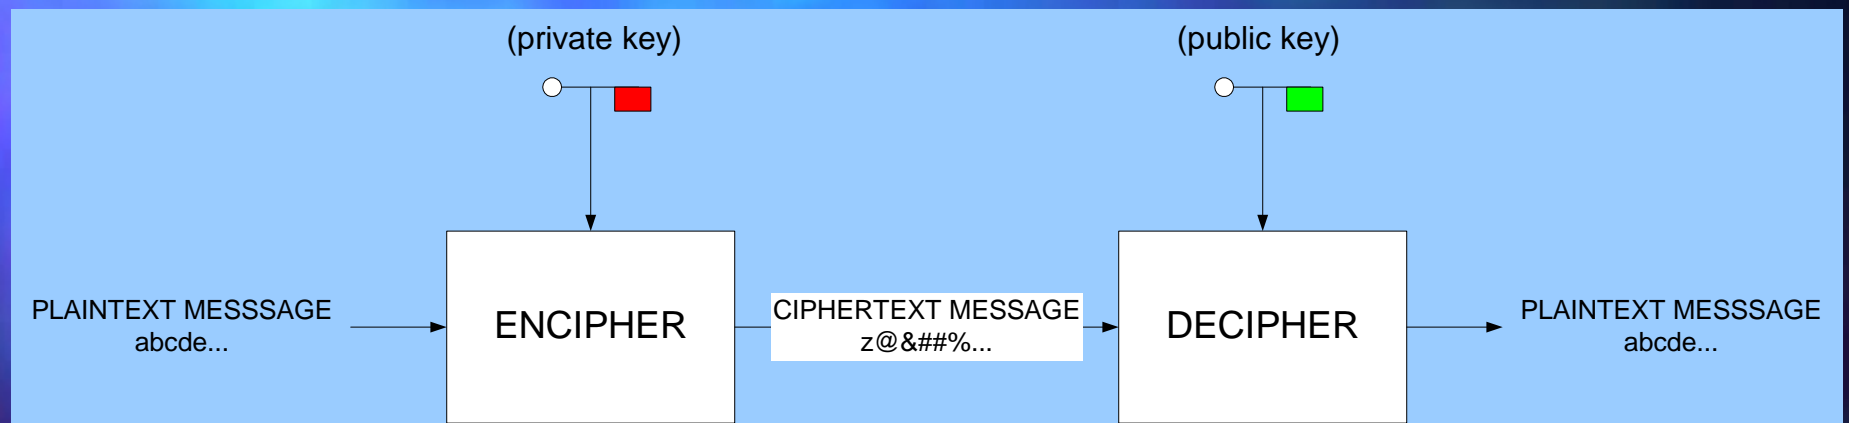 (private key)
(public key)
PLAINTEXT MESSSAGE
abcde...
ENCIPHER
CIPHERTEXT MESSAGE
z@&##%...
DECIPHER
PLAINTEXT MESSSAGE
abcde...